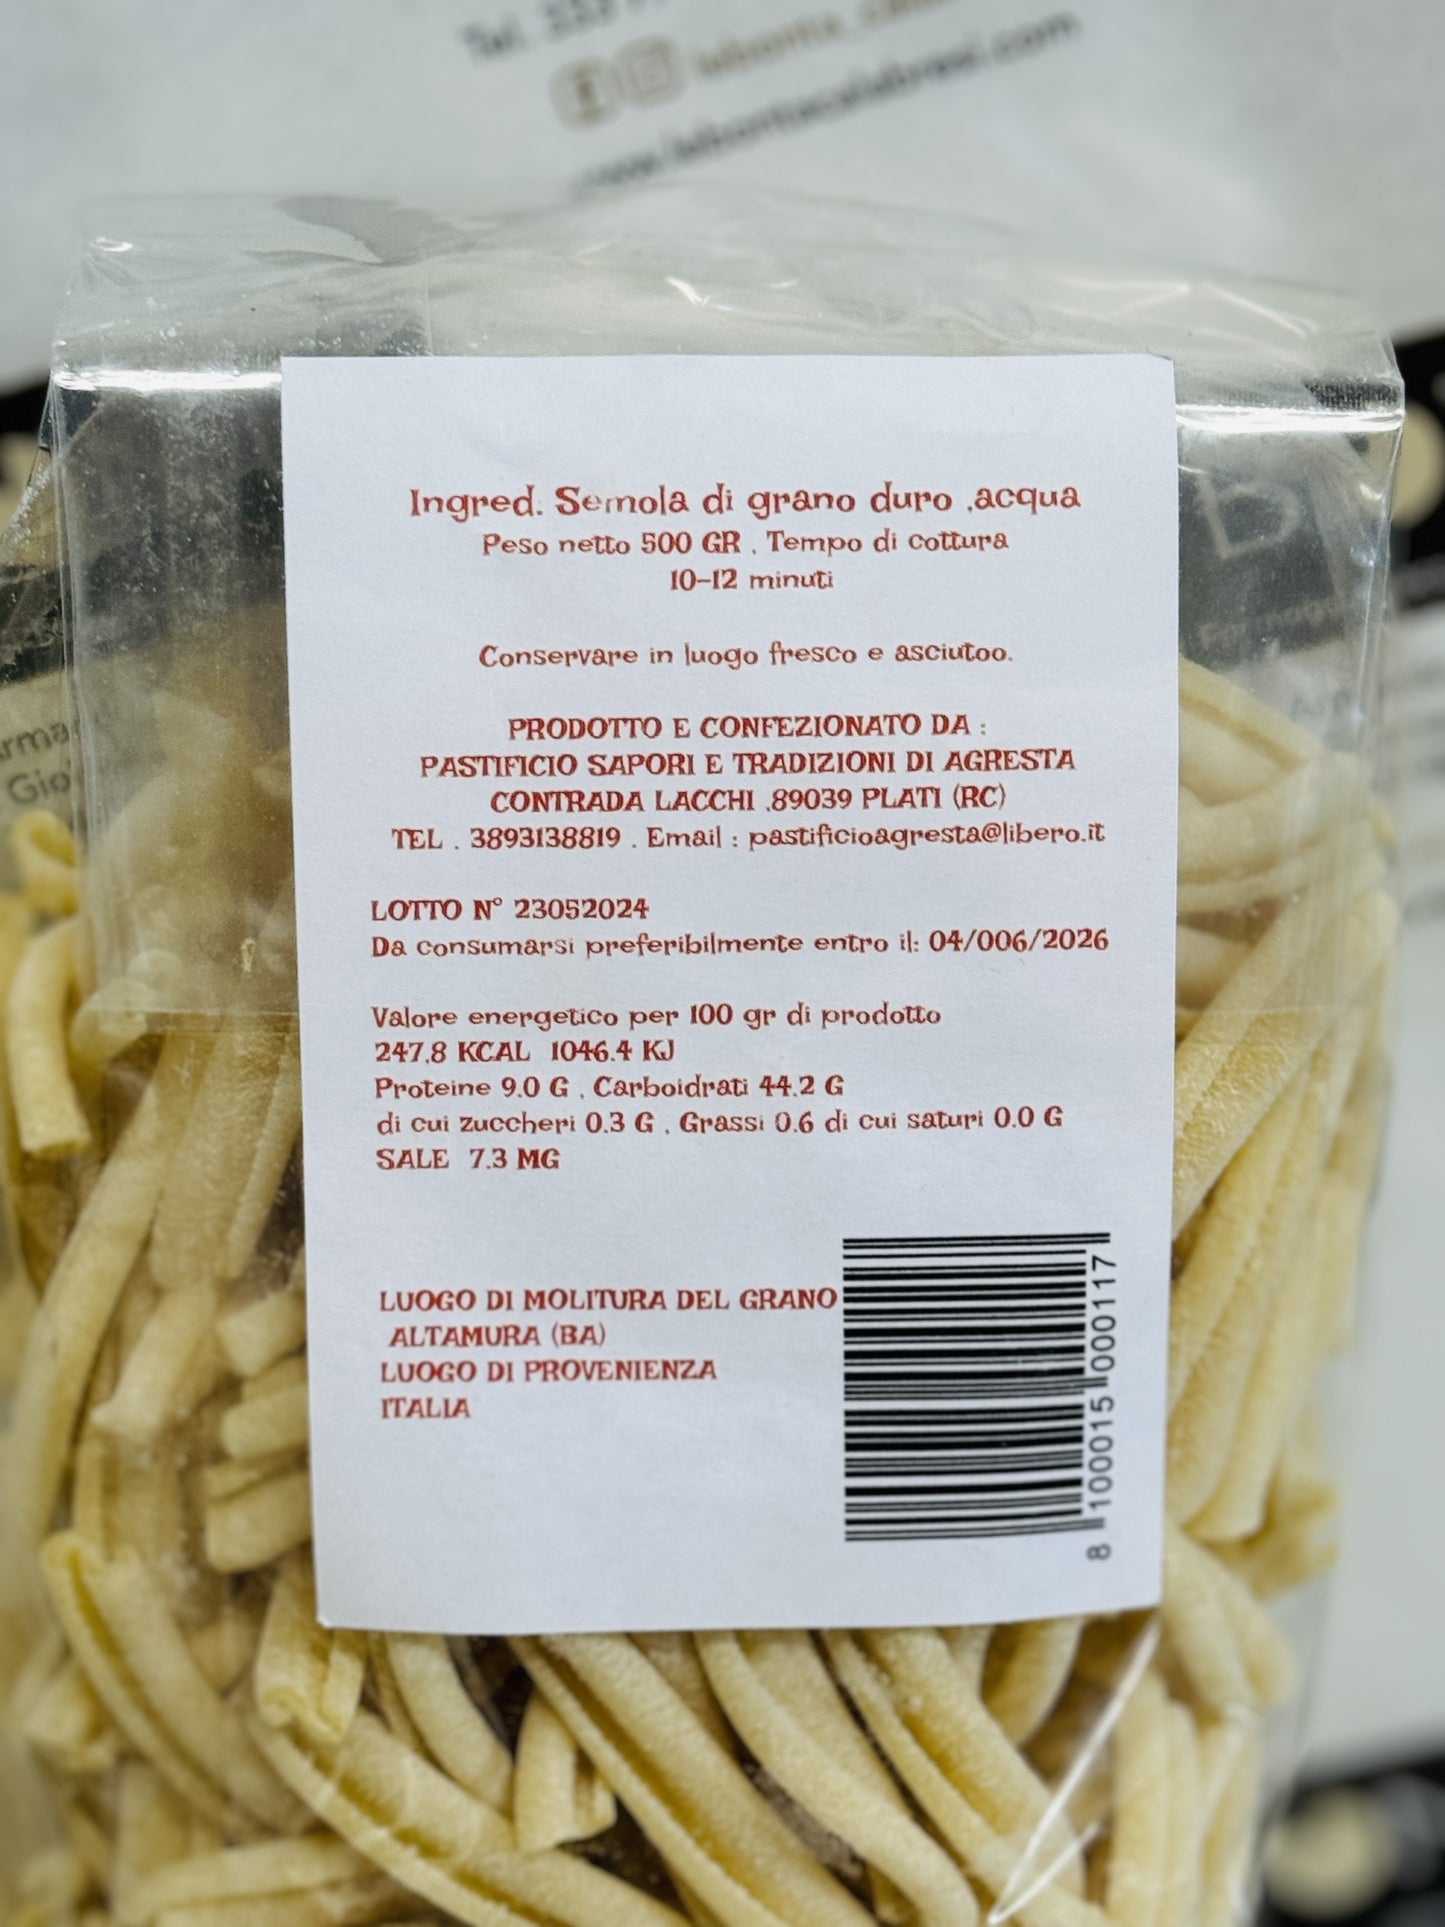 Tel. 333
Ingred. Semola di grano duro ,acqua
Peso netto 500 GR . Tempo di cottura
10-12 minuti
Conservare in luogo fresco e asciutoo.
PRODOTTO E CONFEZIONATO DA :
PASTIFICIO SAPORI E TRADIZIONI DI AGRESTA
CONTRADA LACCHI .89039 PLATI (RC)
TEL . 3893138819 . Email : pastificioagresta@libero.it
LOTTO N° 23052024
Da consumarsi preferibilmente entro il: 04/006/2026
Valore energetico per 100 gr di prodotto
247,8 KCAL 1046.4 KJ
Proteine 9.0 G , Carboidrati 44.2 G
di cui zuccheri 0.3 G , Grassi 0.6 di cui saturi 0.0 G
SALE 7.3 MG
LUOGO DI MOLITURA DEL GRANO
ALTAMURA (BA)
LUOGO DI PROVENIENZA
ITALIA
8 100015 000117